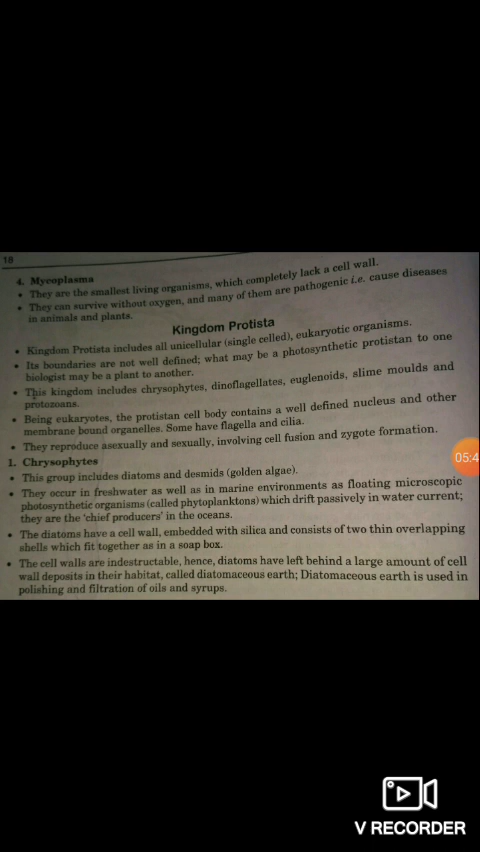 18
4. Mycoplasma
• They are the smallest living organisms, which completely lack a cell wall.
• They can survive without oxygen, and many of them are pathogenic i.e. cause diseases
in animals and plants.
Kingdom Protista
• Kingdom Protista includes all unicellular (single celled), eukaryotic organisms.
• Its boundaries are not well defined; what may be a photosynthetic protistan to one
biologist may be a plant to another.
• This kingdom includes chrysophytes, dinoflagellates, euglenoids, slime moulds and
protozoans.
• Being eukaryotes, the protistan cell body contains a well defined nucleus and other
membrane bound organelles. Some have flagella and cilia.
• They reproduce asexually and sexually, involving cell fusion and zygote formation.
05:4
1. Chrysophytes
• This group includes diatoms and desmids (golden algae).
• They occur in freshwater as well as in marine environments as floating microscopic
photosynthetic organisms (called phytoplanktons) which drift passively in water current;
they are the 'chief producers' in the oceans.
• The diatoms have a cell wall, embedded with silica and consists of two thin overlapping
shells which fit together as in a soap box.
• The cell walls are indestructable, hence, diatoms have left behind a large amount of cell
wall deposits in their habitat, called diatomaceous earth; Diatomaceous earth is used in
polishing and filtration of oils and syrups.
V RECORDER